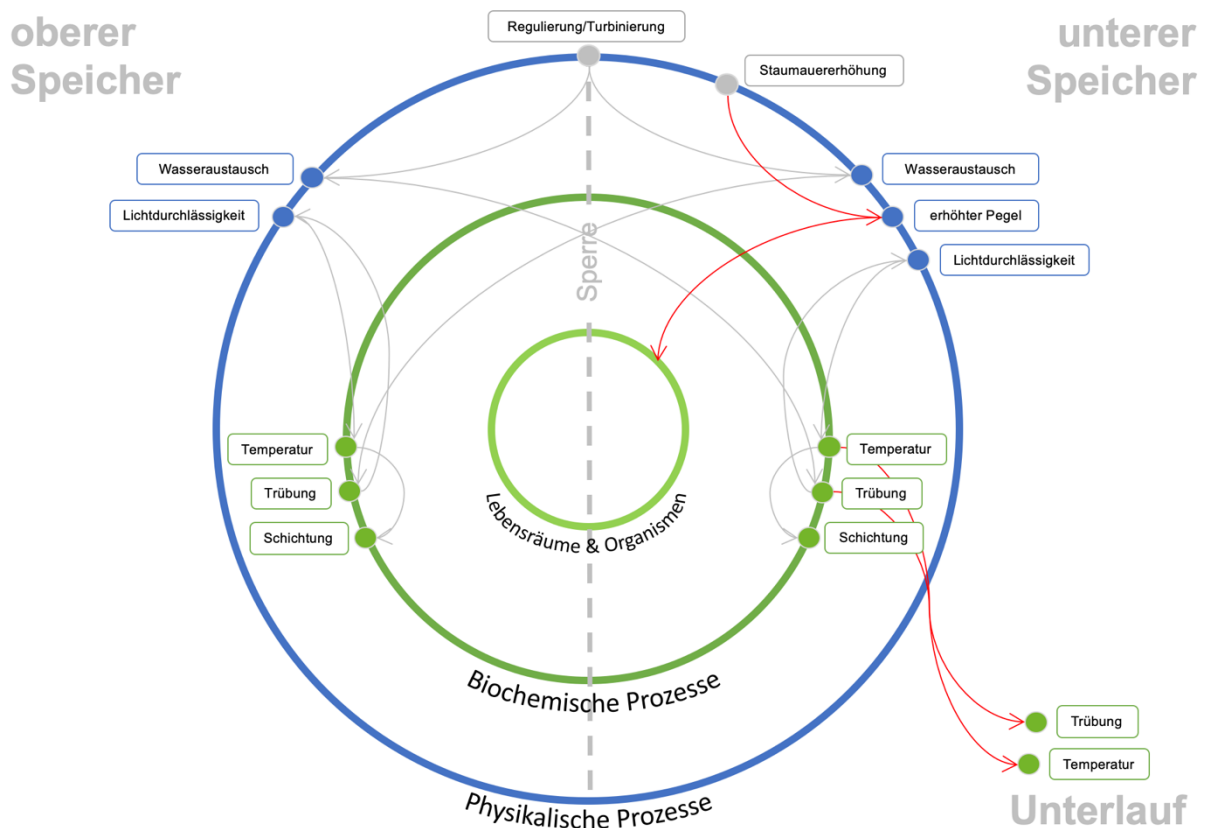 oberer
Speicher
Regulierung/Turbinierung
unterer
Speicher
Staumauererhöhung
Wasseraustausch
Wasseraustausch
Lichtdurchlässigkeit
erhöhter Pegel
Lichtdurchlässigkeit
Sperre
Temperatur
Temperatur
Trübung
Trübung
Schichtung
Schichtung
Lebensräume & Organismen
Biochemische Prozesse
Trübung
Temperatur
Physikalische Prozesse
Unterlauf